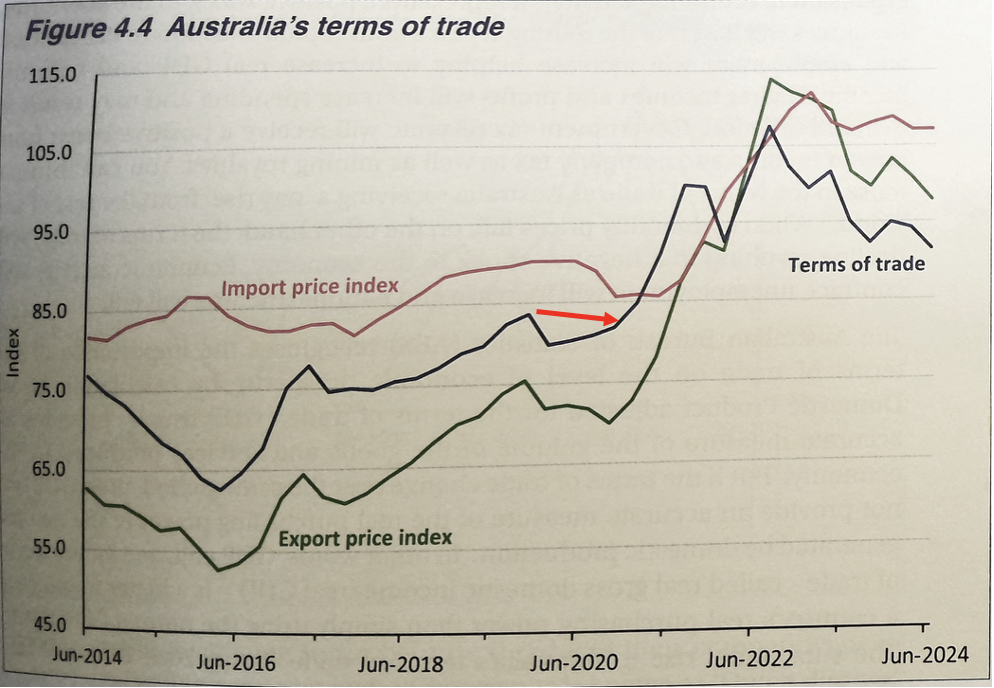 Figure 4.4 Australia's terms of trade
115.0
105.0
95.0
85.0
75.0
65.0
55.0
45.0
Index
Import price index
Terms of trade
Export price index
Jun-2014
Jun-2016
Jun-2018
Jun-2020
Jun-2022
Jun-2024